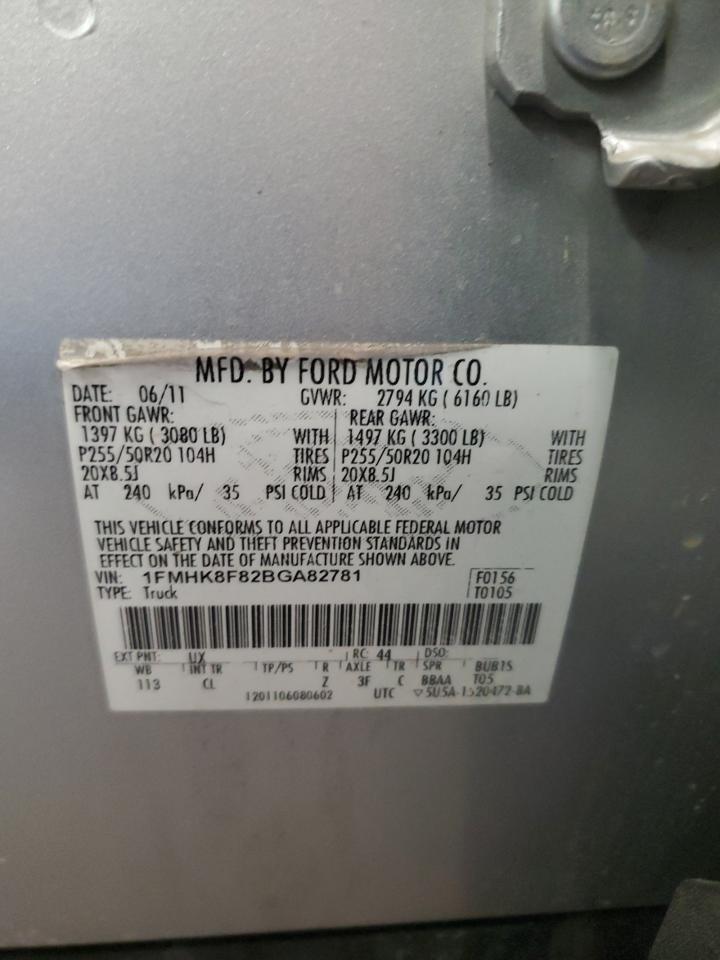 MFD. BY FORD MOTOR CO.
DATE: 06/11 GVWR: 2794 KG ( 6160 LB)
FRONT GAWR: REAR GAWR:
1397 KG ( 3080 LB) WITH 1497 KG ( 3300 LB) WITH
P255/50R20 104H TIRES P255/50R20 104H TIRES
20X8.5J RIMS 20X8.5J RIMS
AT 240 kPa/ 35 PSI COLD AT 240 kPa/ 35 PSI COLD
THIS VEHICLE CONFORMS TO ALL APPLICABLE FEDERAL MOTOR
VEHICLE SAFETY AND THEFT PREVENTION STANDARDS IN
EFFECT ON THE DATE OF MANUFACTURE SHOWN ABOVE.
VIN: 1FMHK8F82BGA82781 F0156
TYPE: Truck T0105
EXT PNT: UX RC: 44 DSO:
WB INT TR TP/PS R AXLE TR SPR BUB1S
113 CL Z 3F C BBAA T05
1201106080602 UTC ▽5U5A-1520472-BA